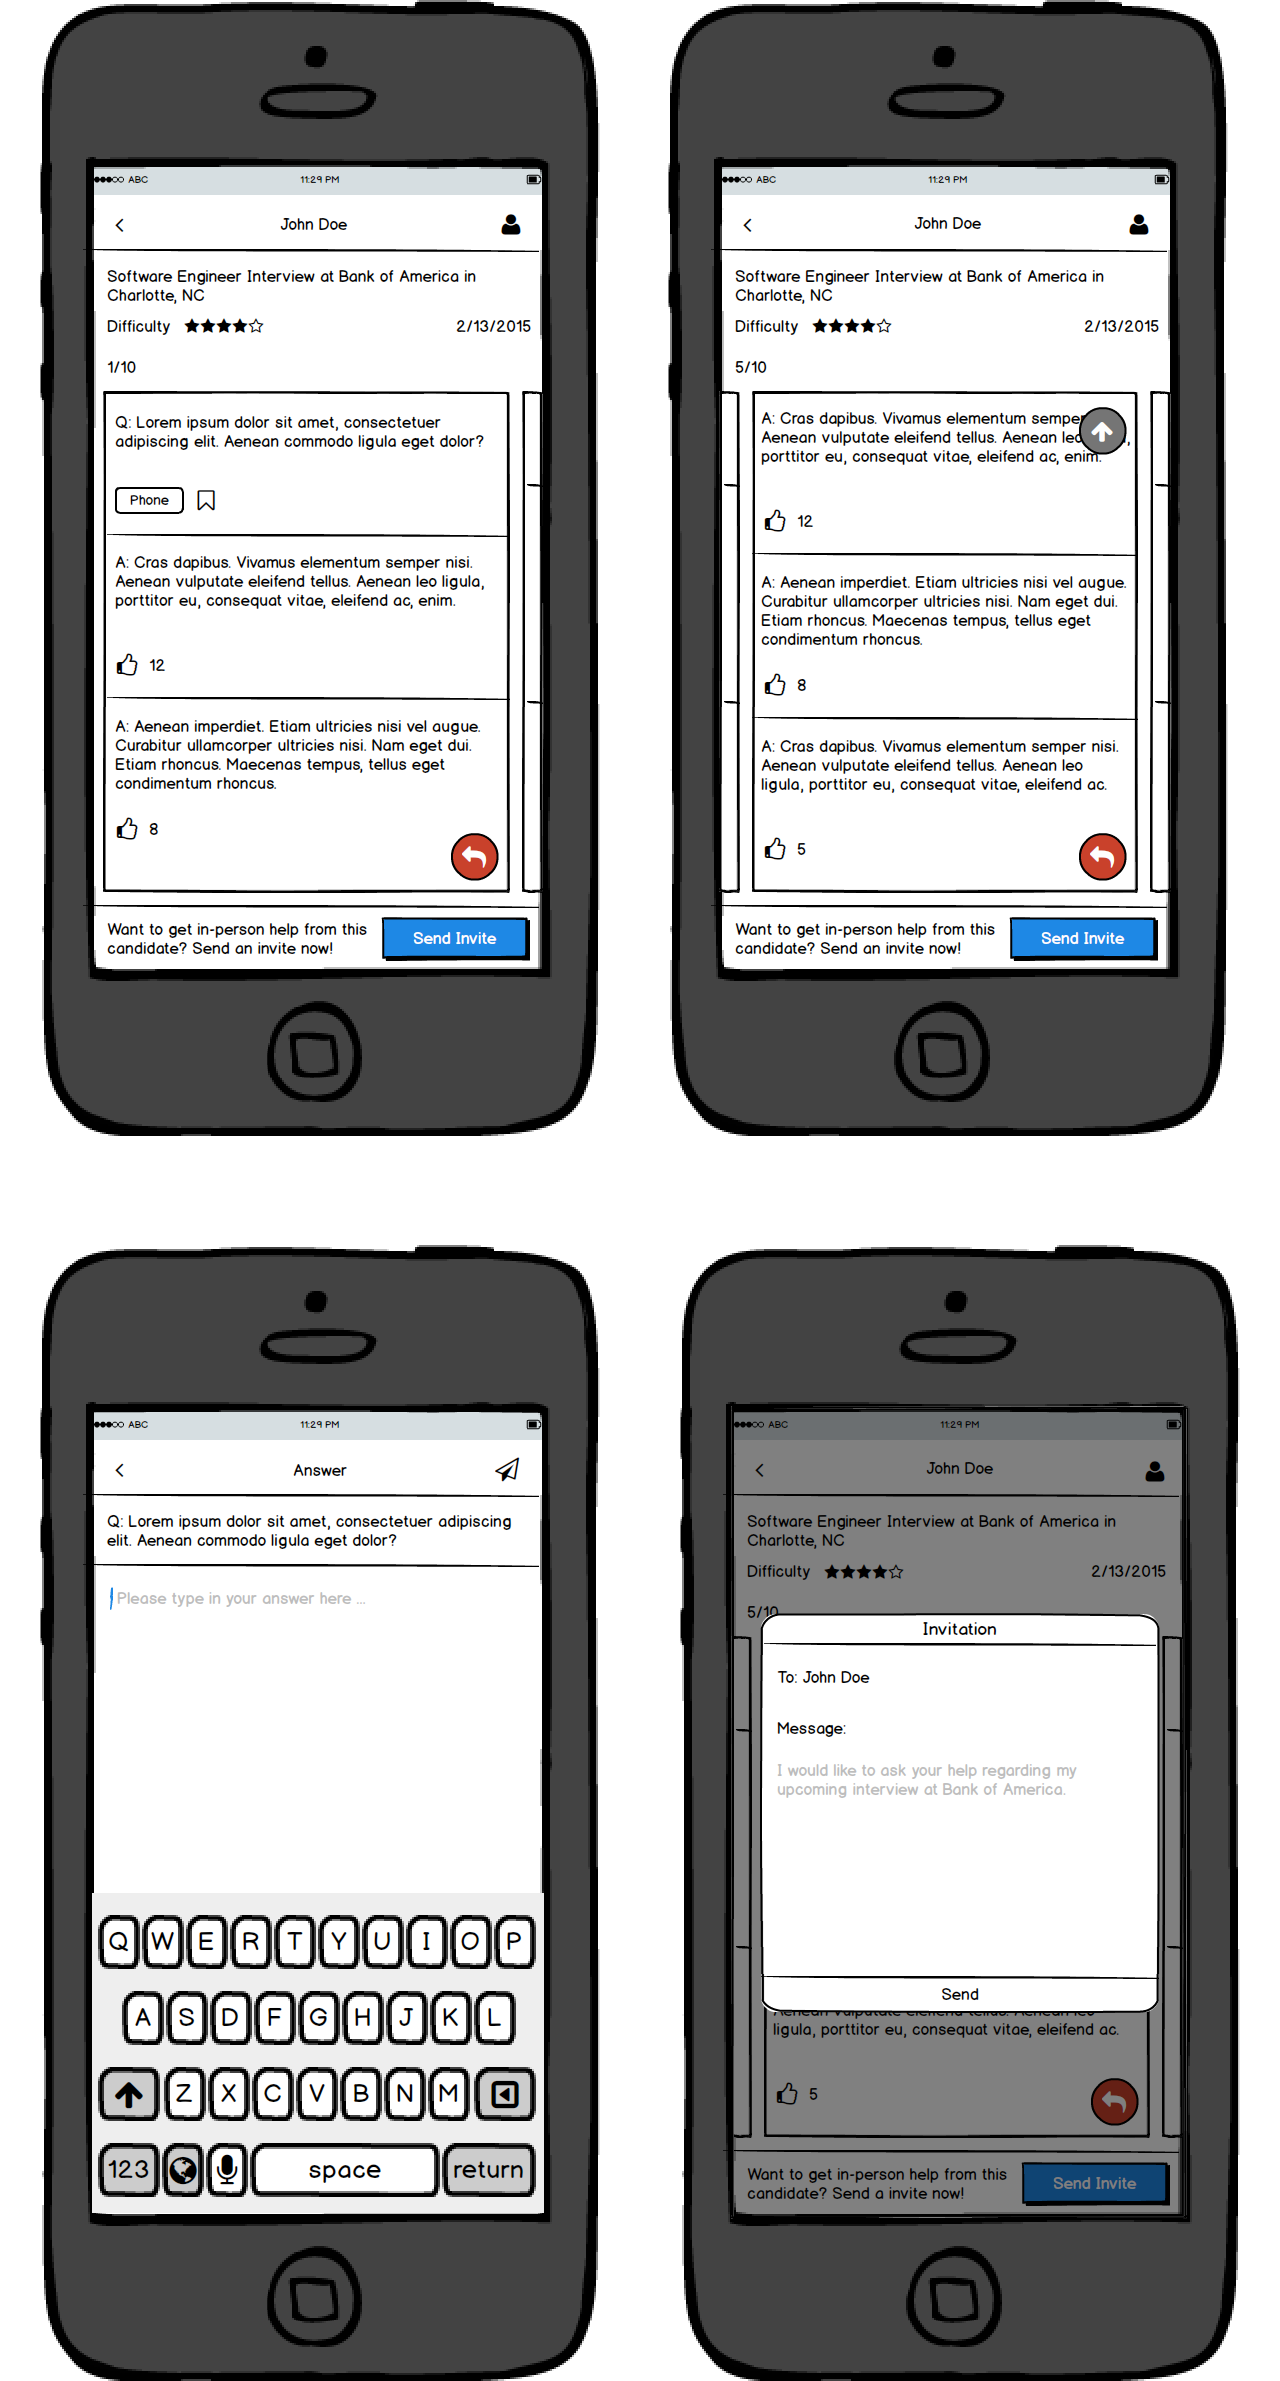 ABC 11:29 PM
John Doe
Software Engineer Interview at Bank of America in
Charlotte, NC
Difficulty 2/13/2015
1/10
Q: Lorem ipsum dolor sit amet, consectetuer
adipiscing elit. Aenean commodo ligula eget dolor?
Phone
A: Cras dapibus. Vivamus elementum semper nisi.
Aenean vulputate eleifend tellus. Aenean leo ligula,
porttitor eu, consequat vitae, eleifend ac, enim.
12
A: Aenean imperdiet. Etiam ultricies nisi vel augue.
Curabitur ullamcorper ultricies nisi. Nam eget dui.
Etiam rhoncus. Maecenas tempus, tellus eget
condimentum rhoncus.
8
Want to get in-person help from this
candidate? Send an invite now!
Send Invite
ABC 11:29 PM
John Doe
Software Engineer Interview at Bank of America in
Charlotte, NC
Difficulty 2/13/2015
5/10
A: Cras dapibus. Vivamus elementum semper
Aenean vulputate eleifend tellus. Aenean leo
porttitor eu, consequat vitae, eleifend ac, enim.
12
A: Aenean imperdiet. Etiam ultricies nisi vel augue.
Curabitur ullamcorper ultricies nisi. Nam eget dui.
Etiam rhoncus. Maecenas tempus, tellus eget
condimentum rhoncus.
8
A: Cras dapibus. Vivamus elementum semper nisi.
Aenean vulputate eleifend tellus. Aenean leo
ligula, porttitor eu, consequat vitae, eleifend ac.
5
Want to get in-person help from this
candidate? Send an invite now!
Send Invite
ABC 11:29 PM
Answer
Q: Lorem ipsum dolor sit amet, consectetuer adipiscing
elit. Aenean commodo ligula eget dolor?
Please type in your answer here ...
Q W E R T Y U I O P
A S D F G H J K L
Z X C V B N M
123 space return
ABC 11:29 PM
John Doe
Software Engineer Interview at Bank of America in
Charlotte, NC
Difficulty 2/13/2015
5/10
Invitation
To: John Doe
Message:
I would like to ask your help regarding my
upcoming interview at Bank of America.
Send
Aenean vulputate eleifend tellus. Aenean leo
ligula, porttitor eu, consequat vitae, eleifend ac.
5
Want to get in-person help from this
candidate? Send a invite now!
Send Invite